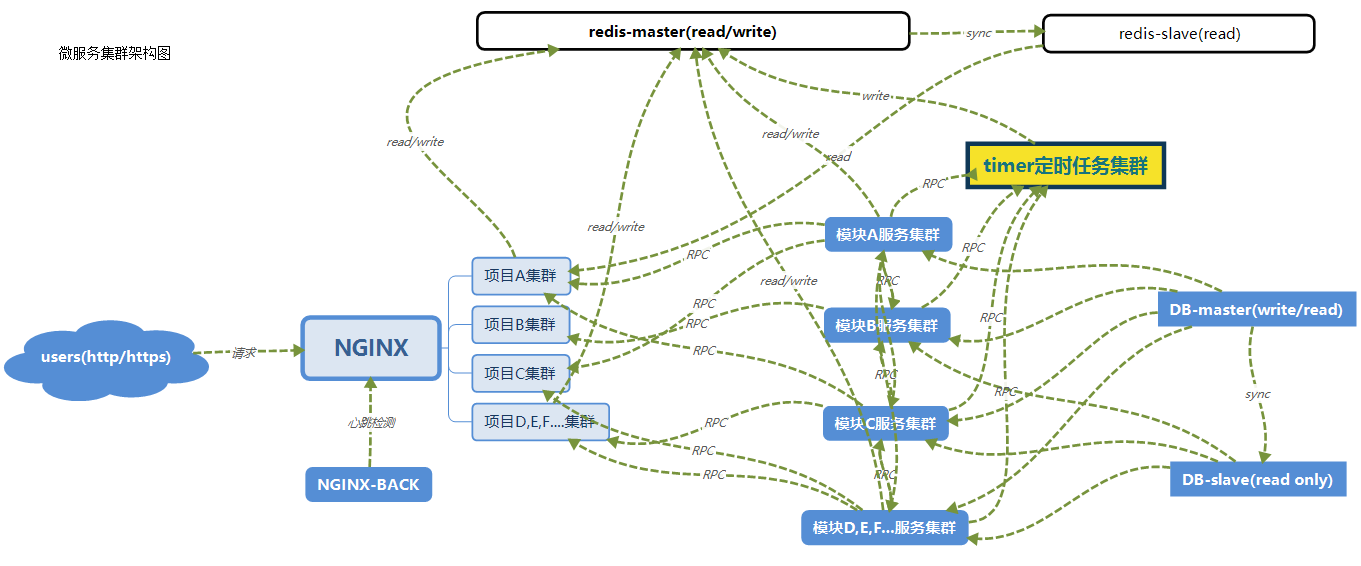 微服务集群架构图
redis-master(read/write)
sync
redis-slave(read)
write
read/write
read/write
read
timer定时任务集群
RPC
模块A服务集群
read/write
RPC
RPC
项目A集群
RPC
read/write
RPC
DB-master(write/read)
项目B集群
RPC
模块B服务集群
RPC
users(http/https)
请求
NGINX
RPC
项目C集群
RPC
RPC
sync
心跳检测
项目D,E,F....集群
RPC
模块C服务集群
RPC
RPC
RPC
NGINX-BACK
DB-slave(read only)
模块D,E,F...服务集群